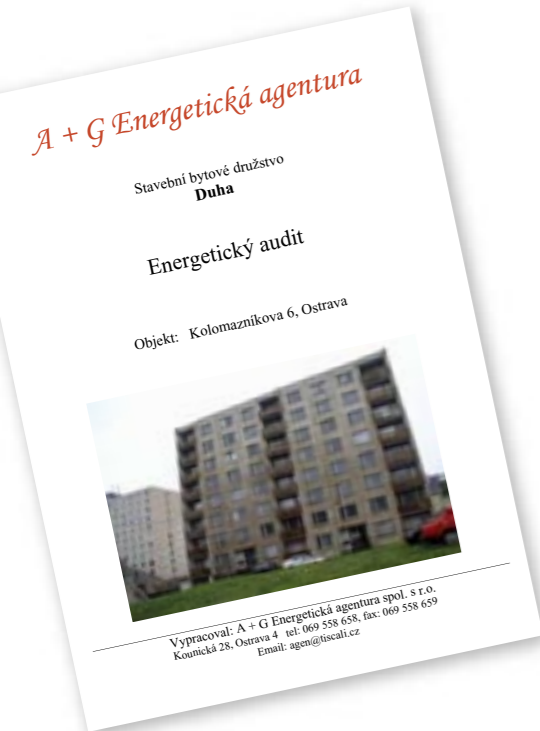 A + G Energetická agentura
Stavební bytové družstvo
Duha
Energetický audit
Objekt: Kolomazníkova 6, Ostrava
Vypracoval: A + G Energetická agentura spol. s r.o.
Kounická 28, Ostrava 4 tel: 069 558 658, fax: 069 558 659
Email: agen@tiscali.cz